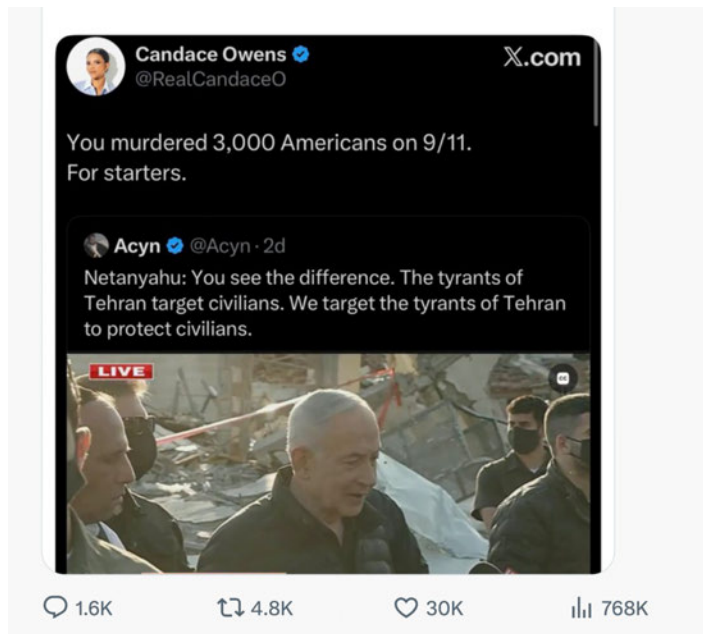 Candace Owens
X.com
@RealCandaceO
You murdered 3,000 Americans on 9/11.
For starters.
Acyn @Acyn · 2d
Netanyahu: You see the difference. The tyrants of
Tehran target civilians. We target the tyrants of Tehran
to protect civilians.
LIVE
cc
1.6K 4.8K 30K 768K